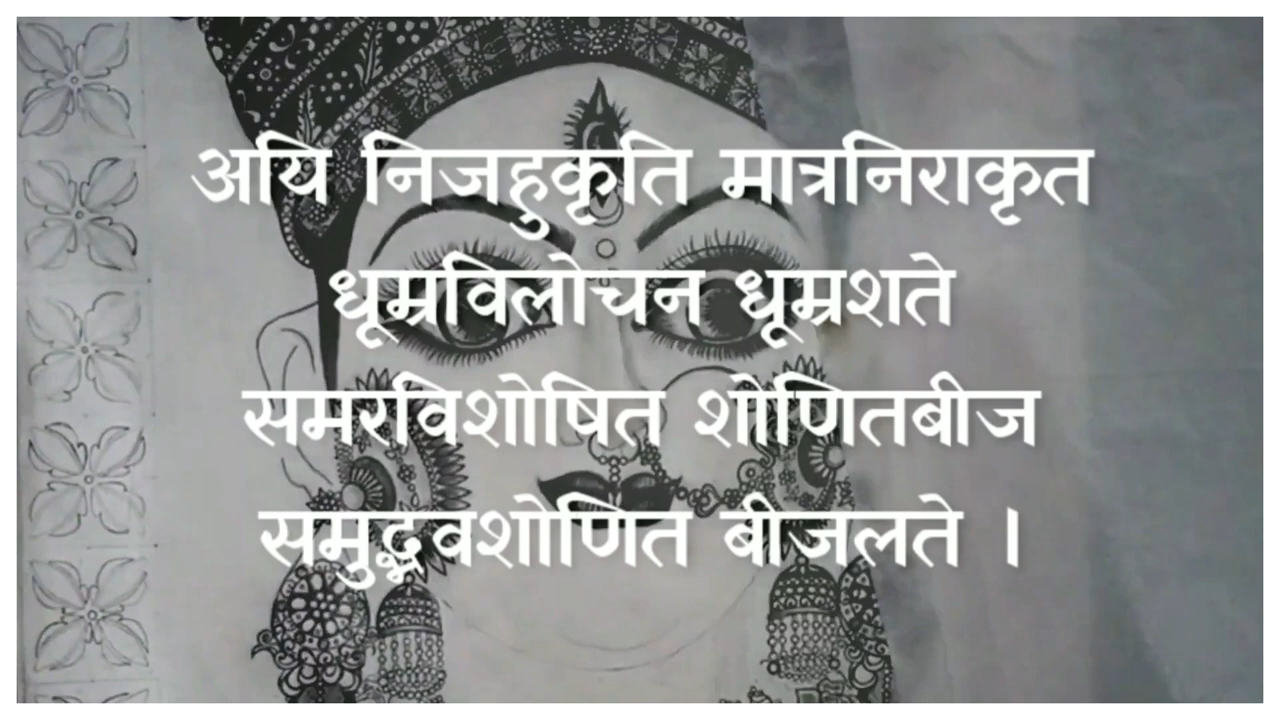 अयि निजहुकृति मात्रनिराकृत
धूम्रविलोचन धूम्रशते
समरविशोषित शोणितबीज
समुद्भवशोणित बीजलते ।